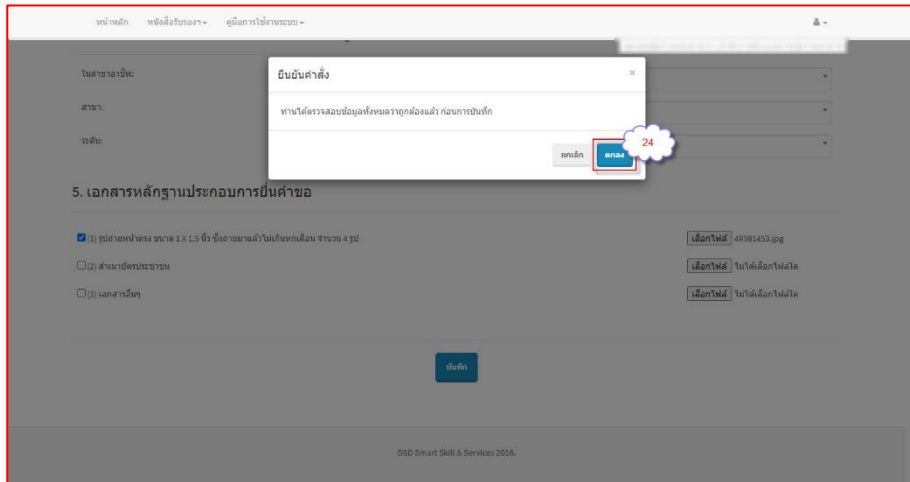 หน้าหลัก หนังสือรับรองฯ คู่มือการใช้งานระบบ
ในสาขาอาชีพ:
สาขา:
ระดับ:
ยืนยันคำสั่ง ×
ท่านได้ตรวจสอบข้อมูลทั้งหมดว่าถูกต้องแล้ว ก่อนการบันทึก
ยกเลิก ตกลง 24
5. เอกสารหลักฐานประกอบการยื่นคำขอ
(1) รูปถ่ายหน้าตรง ขนาด 1 X 1.5 นิ้ว ซึ่งถ่ายมาแล้วไม่เกินหกเดือน จำนวน 4 รูป เลือกไฟล์ 49381453.jpg
(2) สำเนาบัตรประชาชน เลือกไฟล์ ไม่ได้เลือกไฟล์ใด
(3) เอกสารอื่นๆ เลือกไฟล์ ไม่ได้เลือกไฟล์ใด
บันทึก
DSD Smart Skill & Services 2016.